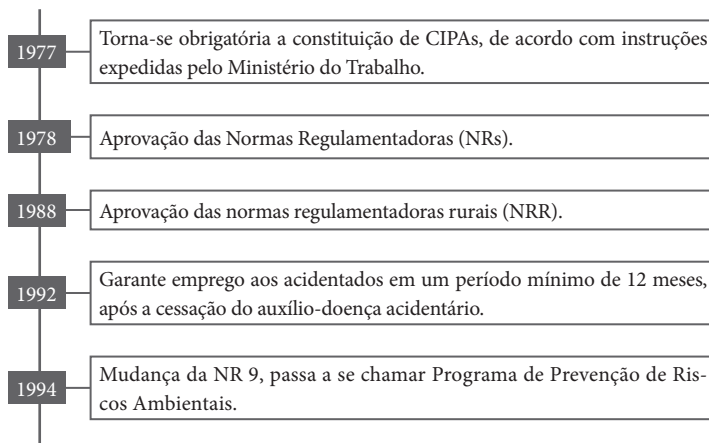 1977
Torna-se obrigatória a constituição de CIPAs, de acordo com instruções
expedidas pelo Ministério do Trabalho.
1978
Aprovação das Normas Regulamentadoras (NRs).
1988
Aprovação das normas regulamentadoras rurais (NRR).
1992
Garante emprego aos acidentados em um período mínimo de 12 meses,
após a cessação do auxílio-doença acidentário.
1994
Mudança da NR 9, passa a se chamar Programa de Prevenção de Ris-
cos Ambientais.